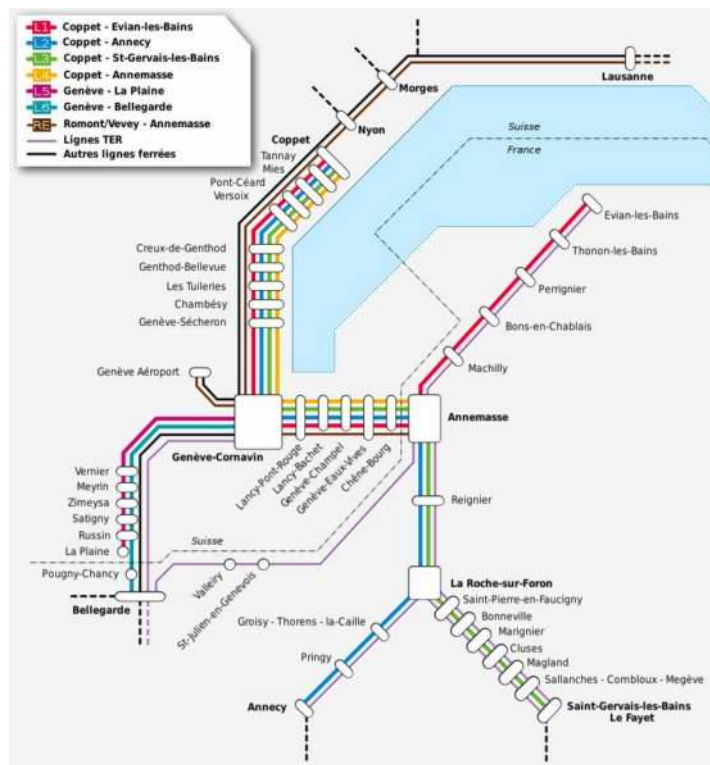 L1 Coppet - Evian-les-Bains
L2 Coppet - Annecy
L3 Coppet - St-Gervais-les-Bains
L4 Coppet - Annemasse
L5 Genève - La Plaine
L6 Genève - Bellegarde
RE Romont/Vevey - Annemasse
Lignes TER
Autres lignes ferrées
Lausanne
Morges
Nyon
Coppet
Tannay
Mies
Pont-Céard
Versoix
Suisse
France
Creux-de-Genthod
Genthod-Bellevue
Les Tuileries
Chambésy
Genève-Sécheron
Evian-les-Bains
Thonon-les-Bains
Perrignier
Bons-en-Chablais
Machilly
Genève Aéroport
Genève-Cornavin
Annemasse
Lancy-Pont-Rouge
Lancy-Bachet
Genève-Champel
Genève-Eaux-Vives
Chêne-Bourg
Vernier
Meyrin
Zimeysa
Satigny
Russin
La Plaine
Pougny-Chancy
Bellegarde
Suisse
Valleiry
St-Julien-en-Genevois
Reignier
La Roche-sur-Foron
Saint-Pierre-en-Faucigny
Bonneville
Marignier
Cluses
Magland
Sallanches - Combloux - Megève
Saint-Gervais-les-Bains
Le Fayet
Groisy - Thorens - la-Caille
Pringy
Annecy